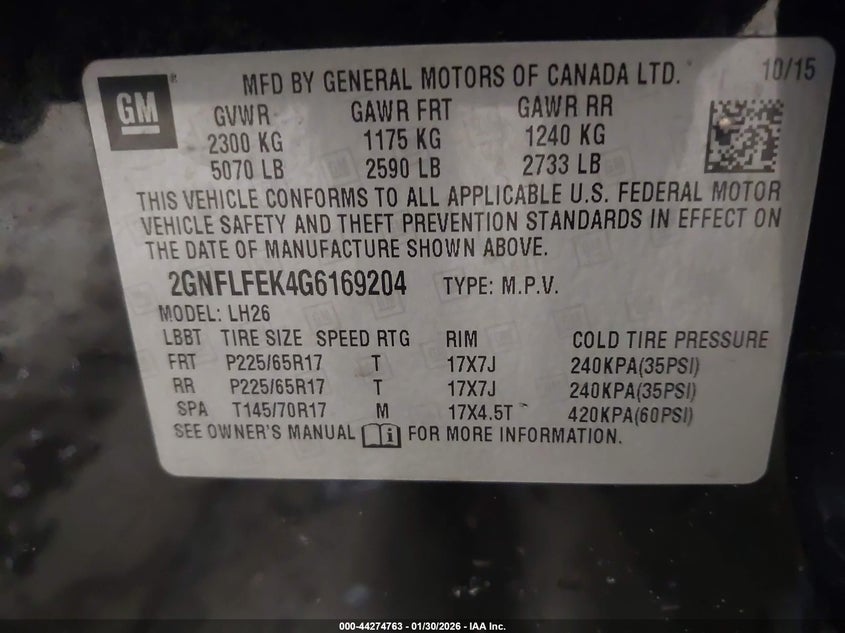 GM
®
MFD BY GENERAL MOTORS OF CANADA LTD. 10/15
GVWR GAWR FRT GAWR RR
2300 KG 1175 KG 1240 KG
5070 LB 2590 LB 2733 LB
THIS VEHICLE CONFORMS TO ALL APPLICABLE U.S. FEDERAL MOTOR
VEHICLE SAFETY AND THEFT PREVENTION STANDARDS IN EFFECT ON
THE DATE OF MANUFACTURE SHOWN ABOVE.
2GNFLFEK4G6169204 TYPE: M.P.V.
MODEL: LH26
LBBT TIRE SIZE SPEED RTG RIM COLD TIRE PRESSURE
FRT P225/65R17 T 17X7J 240KPA(35PSI)
RR P225/65R17 T 17X7J 240KPA(35PSI)
SPA T145/70R17 M 17X4.5T 420KPA(60PSI)
SEE OWNER'S MANUAL i FOR MORE INFORMATION.
000-44274763 - 01/30/2026 - IAA Inc.